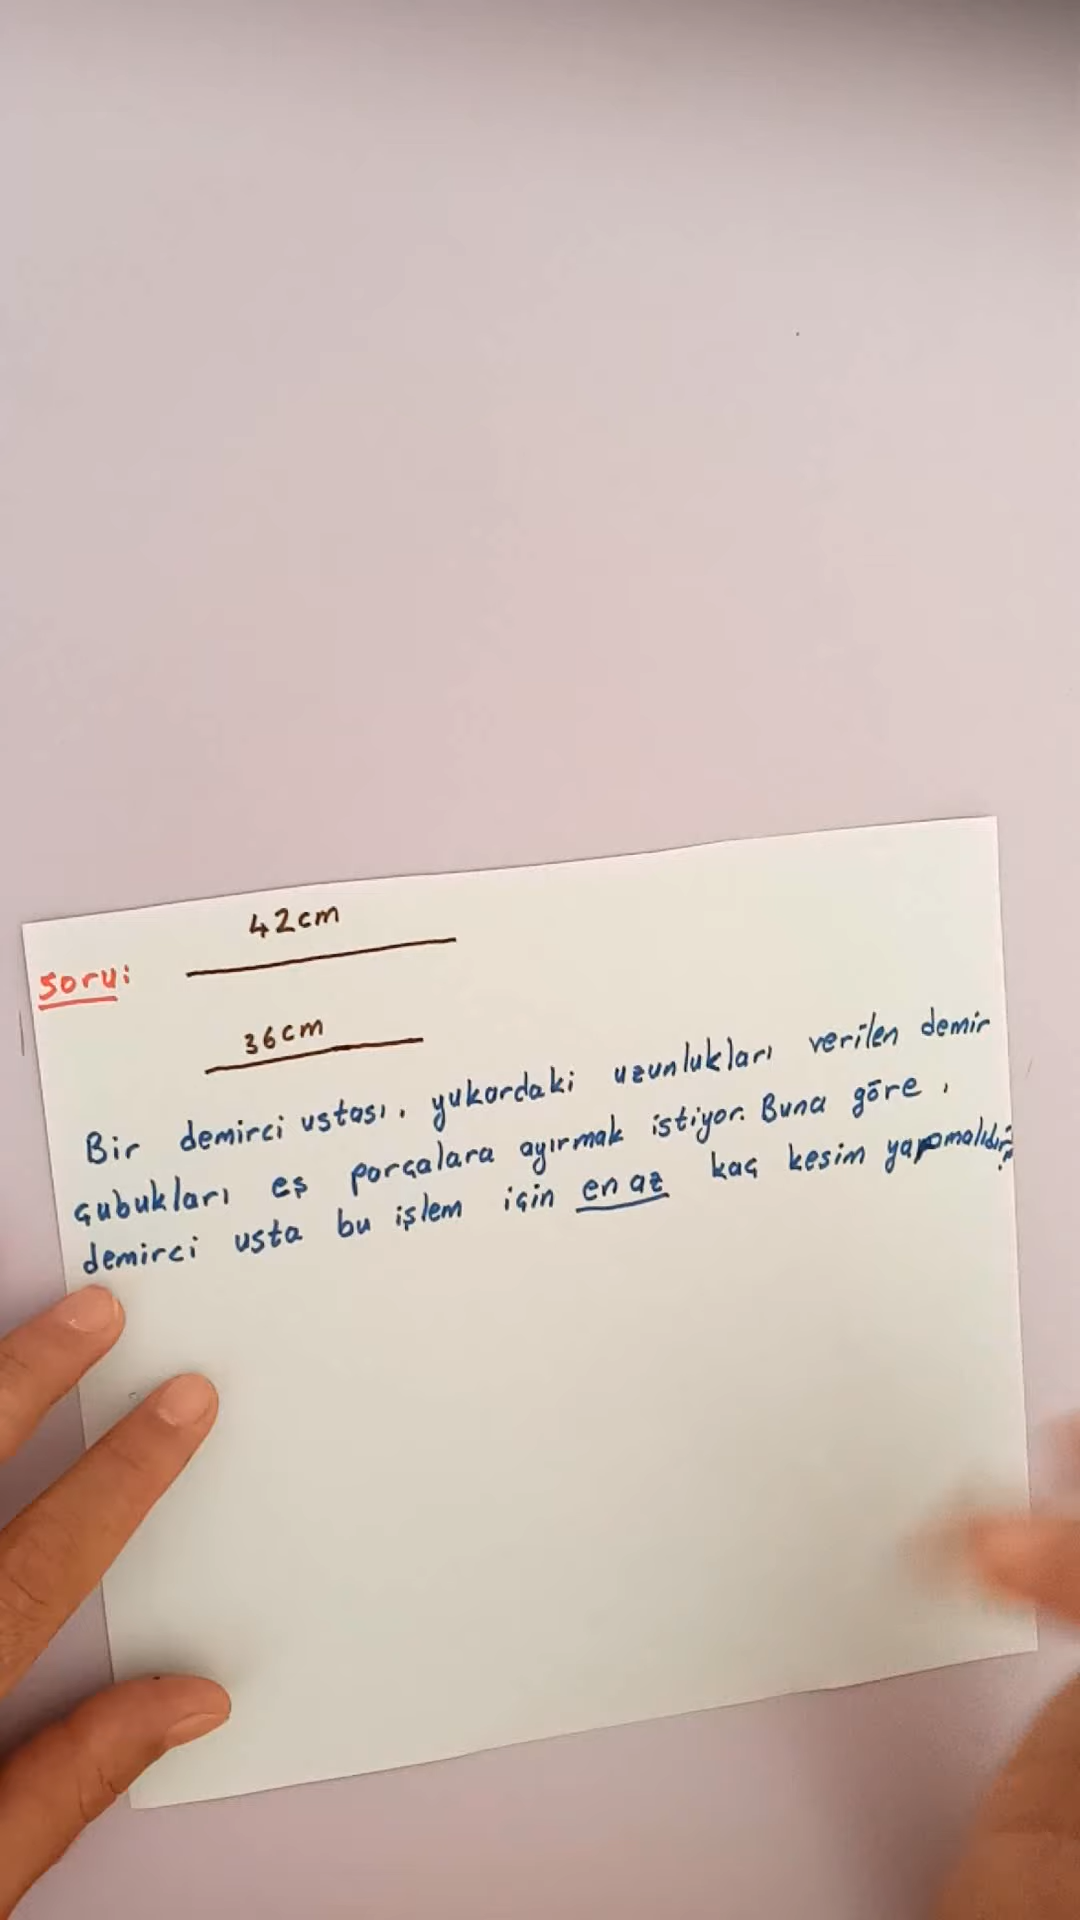 42cm
Soru:
36cm
Bir demirci ustası, yukardaki uzunlukları verilen demir
çubukları eş parçalara ayırmak istiyor. Buna göre,
demirci usta bu işlem için en az kaç kesim yapmalıdır?